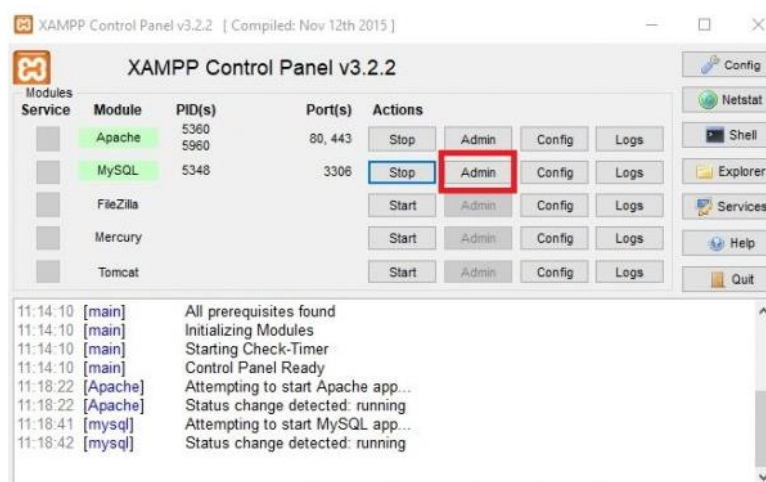 XAMPP Control Panel v3.2.2 [ Compiled: Nov 12th 2015 ]
XAMPP Control Panel v3.2.2
Config
Modules
Service Module PID(s) Port(s) Actions
Netstat
Apache 5360 5960 80, 443 Stop Admin Config Logs
Shell
MySQL 5348 3306 Stop Admin Config Logs
Explorer
FileZilla Start Admin Config Logs
Services
Mercury Start Admin Config Logs
Help
Tomcat Start Admin Config Logs
Quit
11:14:10 [main] All prerequisites found
11:14:10 [main] Initializing Modules
11:14:10 [main] Starting Check-Timer
11:14:10 [main] Control Panel Ready
11:18:22 [Apache] Attempting to start Apache app...
11:18:22 [Apache] Status change detected: running
11:18:41 [mysql] Attempting to start MySQL app...
11:18:42 [mysql] Status change detected: running